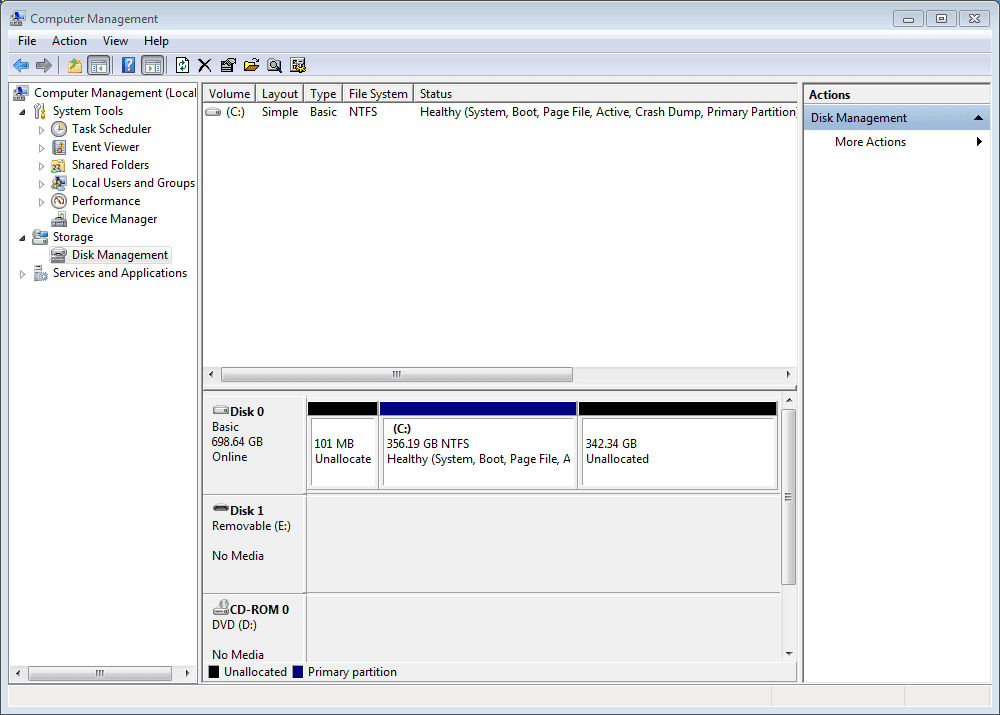 Computer Management
File Action View Help
Computer Management (Local
System Tools
Task Scheduler
Event Viewer
Shared Folders
Local Users and Groups
Performance
Device Manager
Storage
Disk Management
Services and Applications
Volume Layout Type File System Status
(C:) Simple Basic NTFS Healthy (System, Boot, Page File, Active, Crash Dump, Primary Partition
Disk 0
Basic
698.64 GB
Online
101 MB
Unallocate
(C:)
356.19 GB NTFS
Healthy (System, Boot, Page File, A
342.34 GB
Unallocated
Disk 1
Removable (E:)
No Media
CD-ROM 0
DVD (D:)
No Media
Unallocated Primary partition
Actions
Disk Management
More Actions